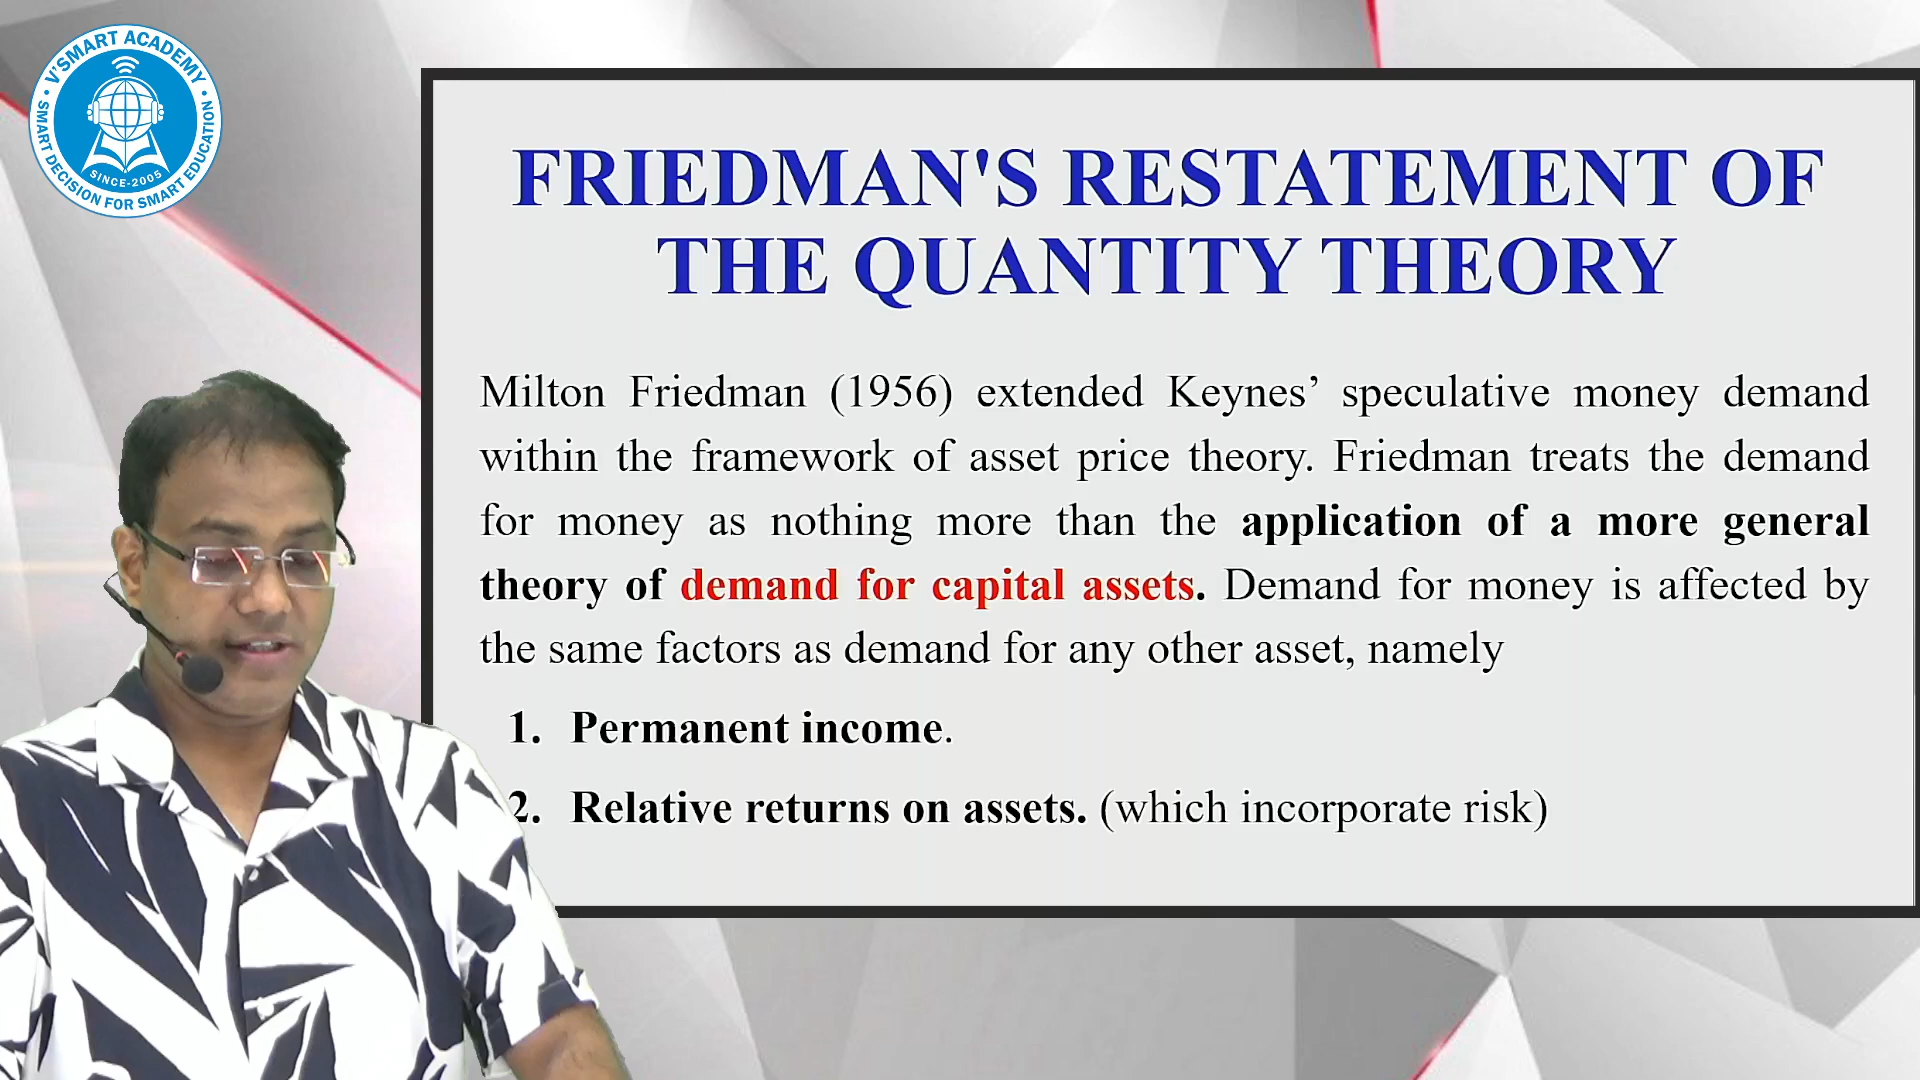 V'SMART ACADEMY
SMART DECISION FOR SMART EDUCATION
SINCE-2005
FRIEDMAN'S RESTATEMENT OF
THE QUANTITY THEORY
Milton Friedman (1956) extended Keynes’ speculative money demand
within the framework of asset price theory. Friedman treats the demand
for money as nothing more than the application of a more general
theory of demand for capital assets. Demand for money is affected by
the same factors as demand for any other asset, namely
1. Permanent income.
2. Relative returns on assets. (which incorporate risk)